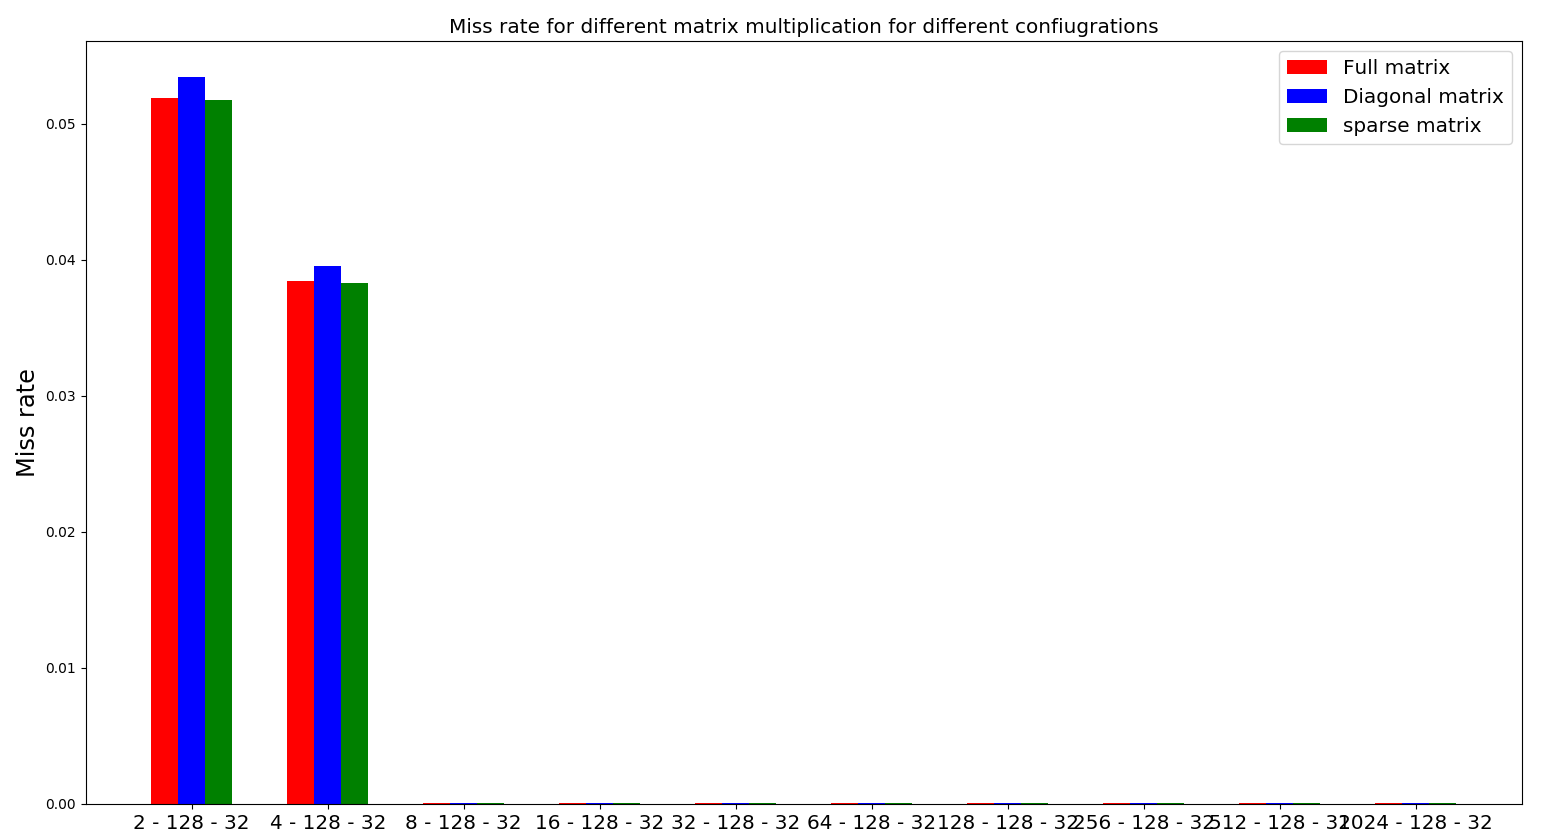 Miss rate for different matrix multiplication for different confiugrations
Full matrix
Diagonal matrix
sparse matrix
Miss rate
0.05
0.04
0.03
0.02
0.01
0.00
2 - 128 - 32 4 - 128 - 32 8 - 128 - 32 16 - 128 - 32 32 - 128 - 32 64 - 128 - 32 128 - 128 - 32 256 - 128 - 32 512 - 128 - 32 1024 - 128 - 32